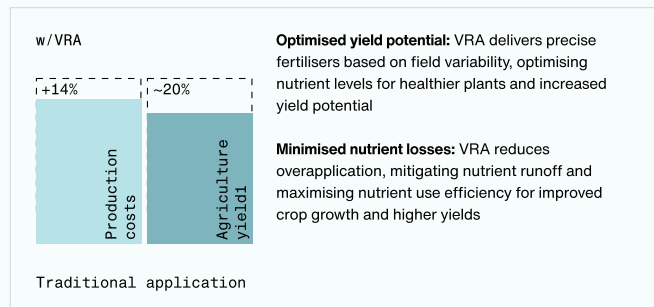 w/VRA
+14%
~20%
Production
costs
Agriculture
yield1
Traditional application
Optimised yield potential: VRA delivers precise
fertilisers based on field variability, optimising
nutrient levels for healthier plants and increased
yield potential
Minimised nutrient losses: VRA reduces
overapplication, mitigating nutrient runoff and
maximising nutrient use efficiency for improved
crop growth and higher yields